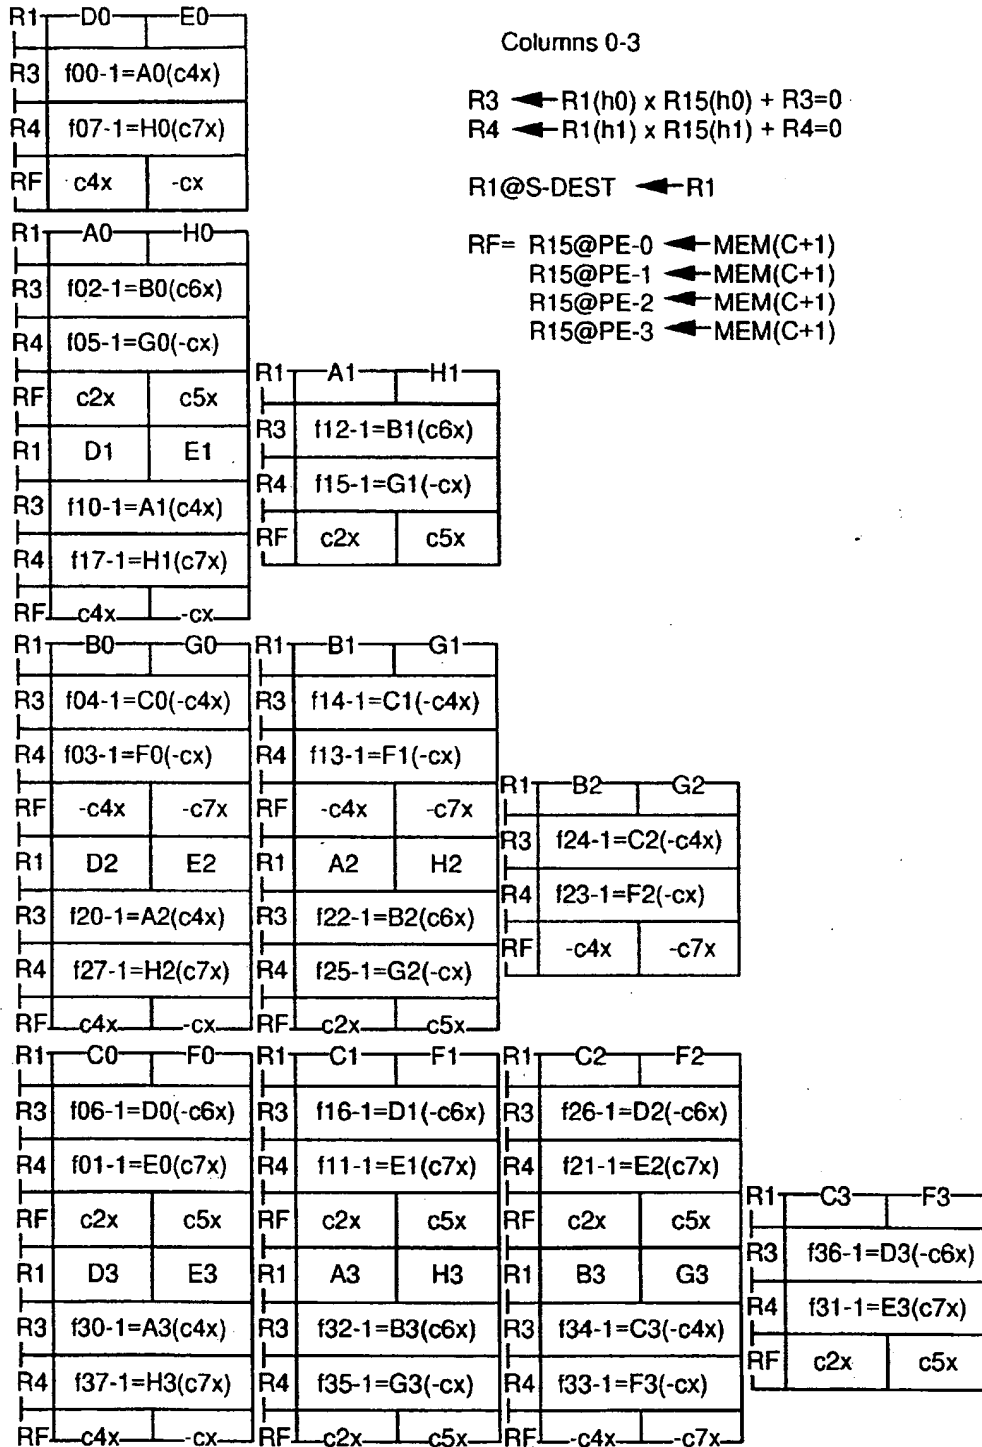 R1 D0 E0
R3 f00-1=A0(c4x)
R4 f07-1=H0(c7x)
RF c4x -cx
Columns 0-3
R3 ◄ R1(h0) x R15(h0) + R3=0
R4 ◄ R1(h1) x R15(h1) + R4=0
R1@S-DEST ◄ R1
RF= R15@PE-0 ◄ MEM(C+1)
R15@PE-1 ◄ MEM(C+1)
R15@PE-2 ◄ MEM(C+1)
R15@PE-3 ◄ MEM(C+1)
R1 A0 H0
R3 f02-1=B0(c6x)
R4 f05-1=G0(-cx)
RF c2x c5x
R1 D1 E1
R3 f10-1=A1(c4x)
R4 f17-1=H1(c7x)
RF c4x -cx
R1 A1 H1
R3 f12-1=B1(c6x)
R4 f15-1=G1(-cx)
RF c2x c5x
R1 B0 G0
R3 f04-1=C0(-c4x)
R4 f03-1=F0(-cx)
RF -c4x -c7x
R1 D2 E2
R3 f20-1=A2(c4x)
R4 f27-1=H2(c7x)
RF c4x -cx
R1 B1 G1
R3 f14-1=C1(-c4x)
R4 f13-1=F1(-cx)
RF -c4x -c7x
R1 A2 H2
R3 f22-1=B2(c6x)
R4 f25-1=G2(-cx)
RF c2x c5x
R1 B2 G2
R3 f24-1=C2(-c4x)
R4 f23-1=F2(-cx)
RF -c4x -c7x
R1 C0 F0
R3 f06-1=D0(-c6x)
R4 f01-1=E0(c7x)
RF c2x c5x
R1 D3 E3
R3 f30-1=A3(c4x)
R4 f37-1=H3(c7x)
RF c4x -cx
R1 C1 F1
R3 f16-1=D1(-c6x)
R4 f11-1=E1(c7x)
RF c2x c5x
R1 A3 H3
R3 f32-1=B3(c6x)
R4 f35-1=G3(-cx)
RF c2x c5x
R1 C2 F2
R3 f26-1=D2(-c6x)
R4 f21-1=E2(c7x)
RF c2x c5x
R1 B3 G3
R3 f34-1=C3(-c4x)
R4 f33-1=F3(-cx)
RF -c4x -c7x
R1 C3 F3
R3 f36-1=D3(-c6x)
R4 f31-1=E3(c7x)
RF c2x c5x